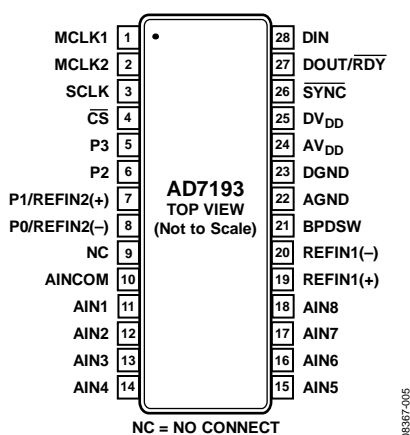 MCLK1 1
MCLK2 2
SCLK 3
CS 4
P3 5
P2 6
P1/REFIN2(+) 7
P0/REFIN2(–) 8
NC 9
AINCOM 10
AIN1 11
AIN2 12
AIN3 13
AIN4 14
AD7193
TOP VIEW
(Not to Scale)
28 DIN
27 DOUT/RDY
26 SYNC
25 DVDD
24 AVDD
23 DGND
22 AGND
21 BPDSW
20 REFIN1(–)
19 REFIN1(+)
18 AIN8
17 AIN7
16 AIN6
15 AIN5
NC = NO CONNECT
08367-005